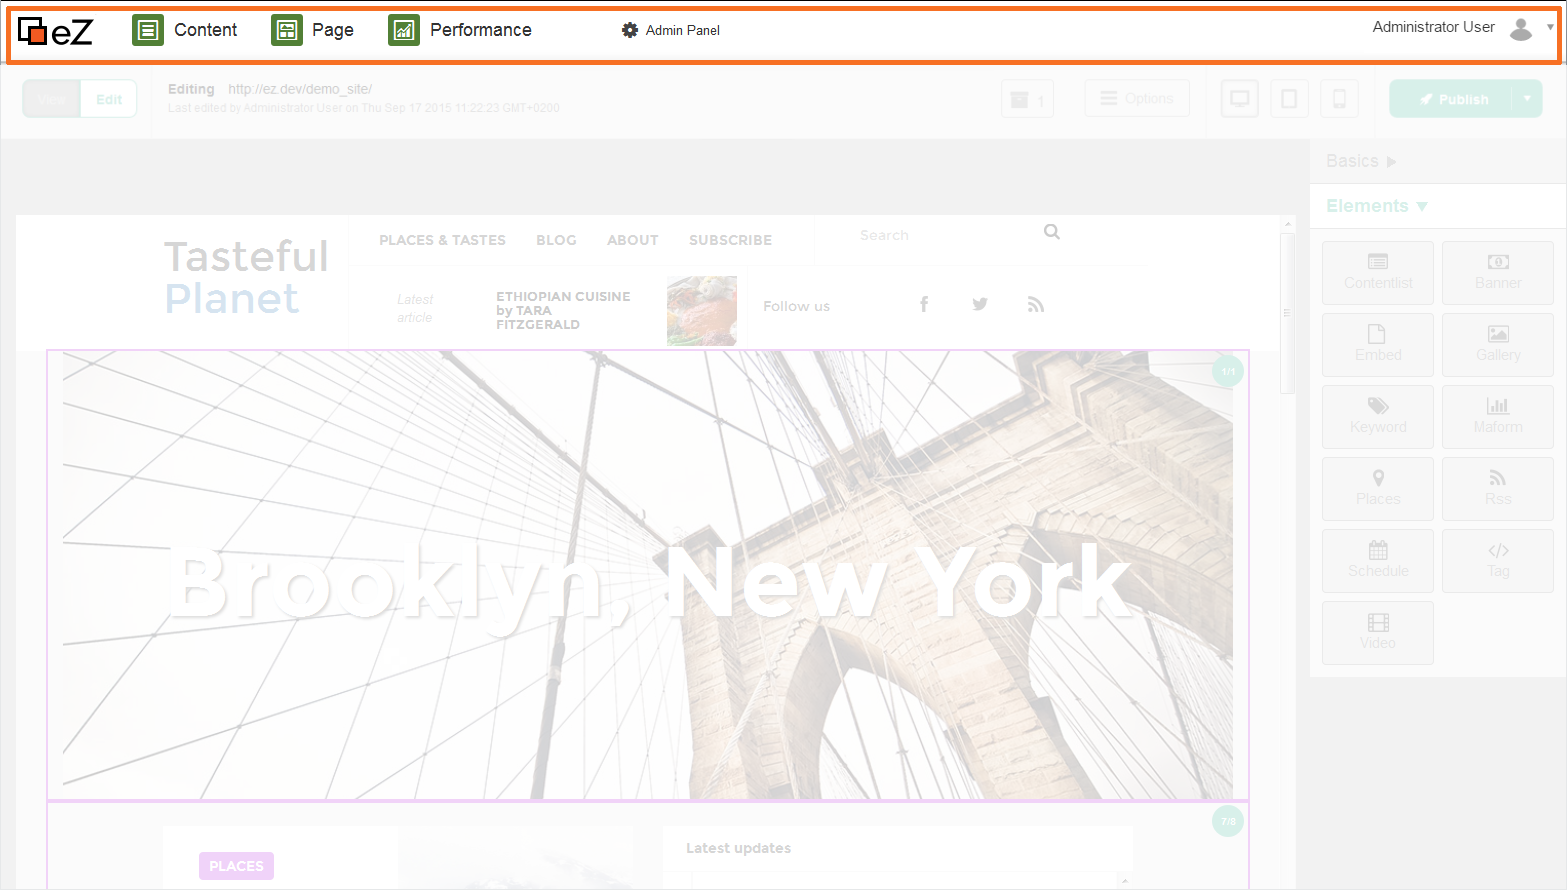 eZ Content Page Performance Admin Panel Administrator User
View Edit
Editing http://ez.dev/demo_site/
Last edited by Administrator User on Thu Sep 17 2015 11:22:23 GMT+0200
1 Options Publish
Basics
Elements
Contentlist Banner
Embed Gallery
Keyword Maform
Places Rss
Schedule Tag
Video
Tasteful
Planet
PLACES & TASTES BLOG ABOUT SUBSCRIBE Search
Latest
article
ETHIOPIAN CUISINE
by TARA
FITZGERALD
Follow us
1/1
Brooklyn, New York
7/8
PLACES
Latest updates